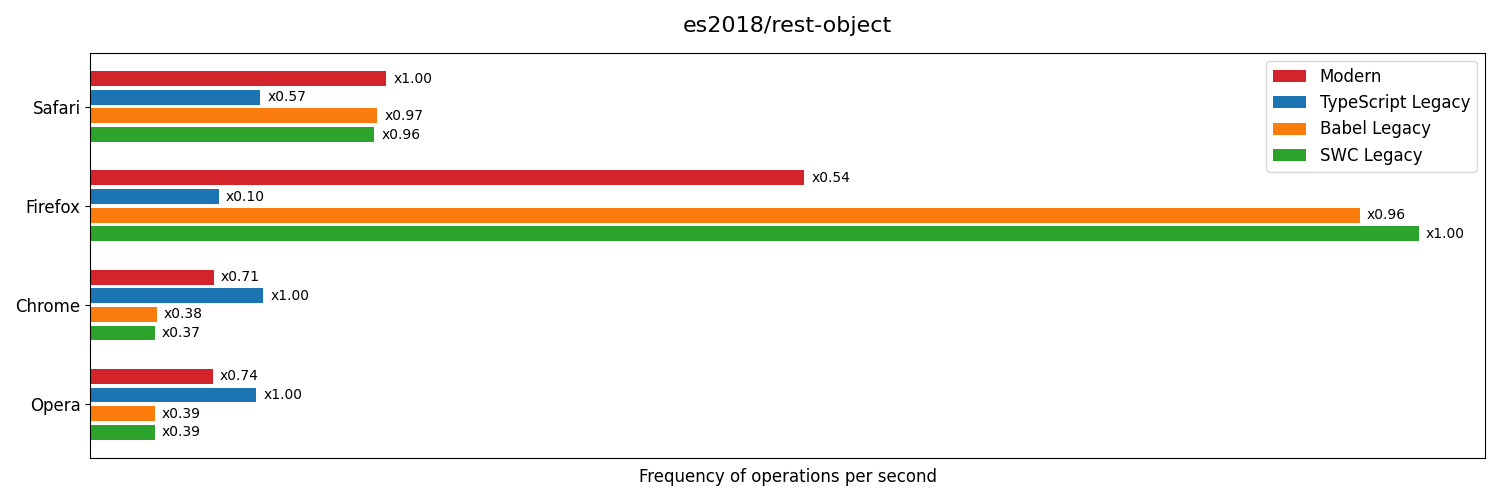 es2018/rest-object
Modern
TypeScript Legacy
Babel Legacy
SWC Legacy
Safari
x1.00
x0.57
x0.97
x0.96
Firefox
x0.54
x0.10
x0.96
x1.00
Chrome
x0.71
x1.00
x0.38
x0.37
Opera
x0.74
x1.00
x0.39
x0.39
Frequency of operations per second